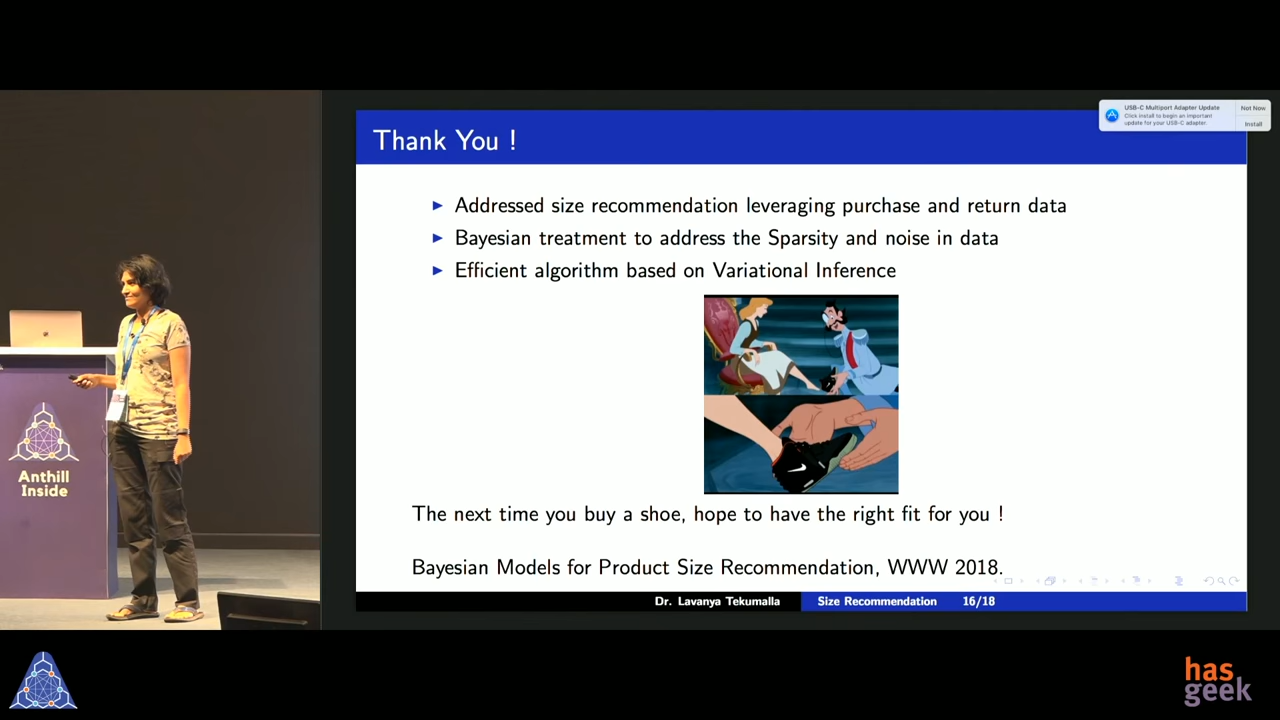 USB-C Multiport Adapter Update
Click install to begin an important
update for your USB-C adapter.
Not Now
Install
Thank You !
Addressed size recommendation leveraging purchase and return data
Bayesian treatment to address the Sparsity and noise in data
Efficient algorithm based on Variational Inference
The next time you buy a shoe, hope to have the right fit for you !
Bayesian Models for Product Size Recommendation, WWW 2018.
Dr. Lavanya Tekumalla
Size Recommendation
16/18
Anthill
Inside
has
geek